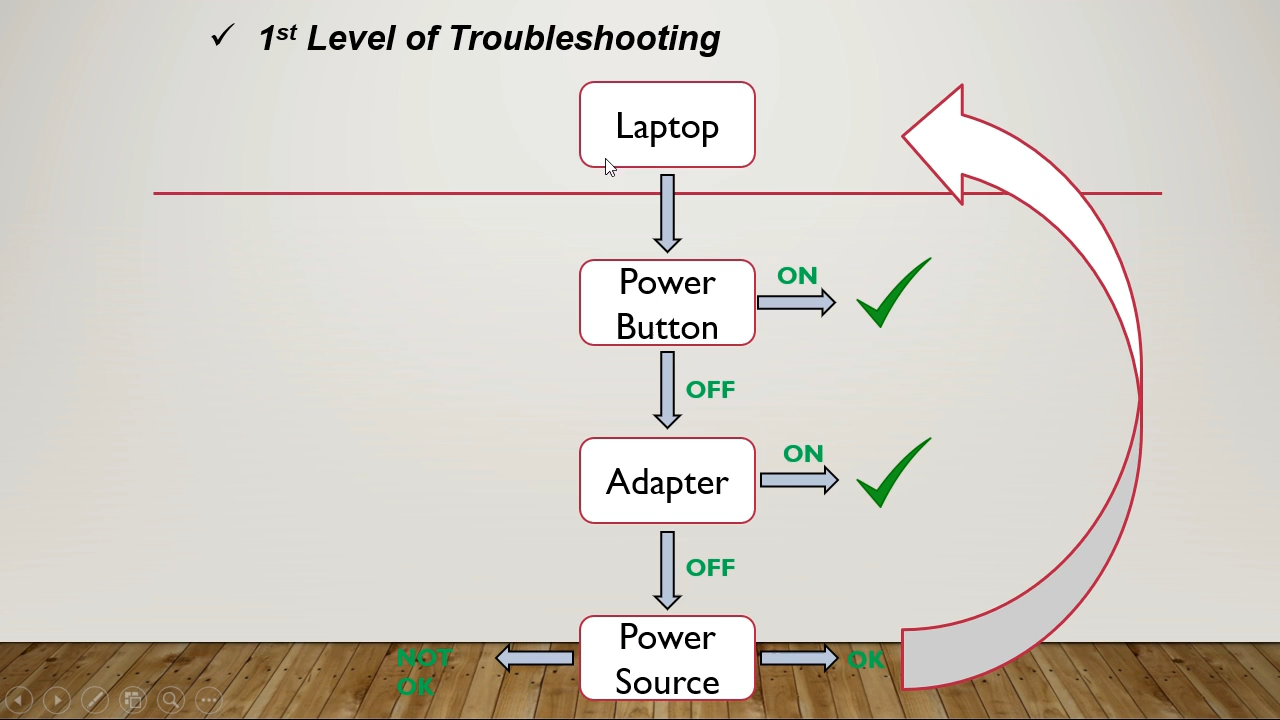 ✓ 1st Level of Troubleshooting
Laptop
Power
Button
ON
OFF
Adapter
ON
OFF
Power
Source
NOT
OK
OK